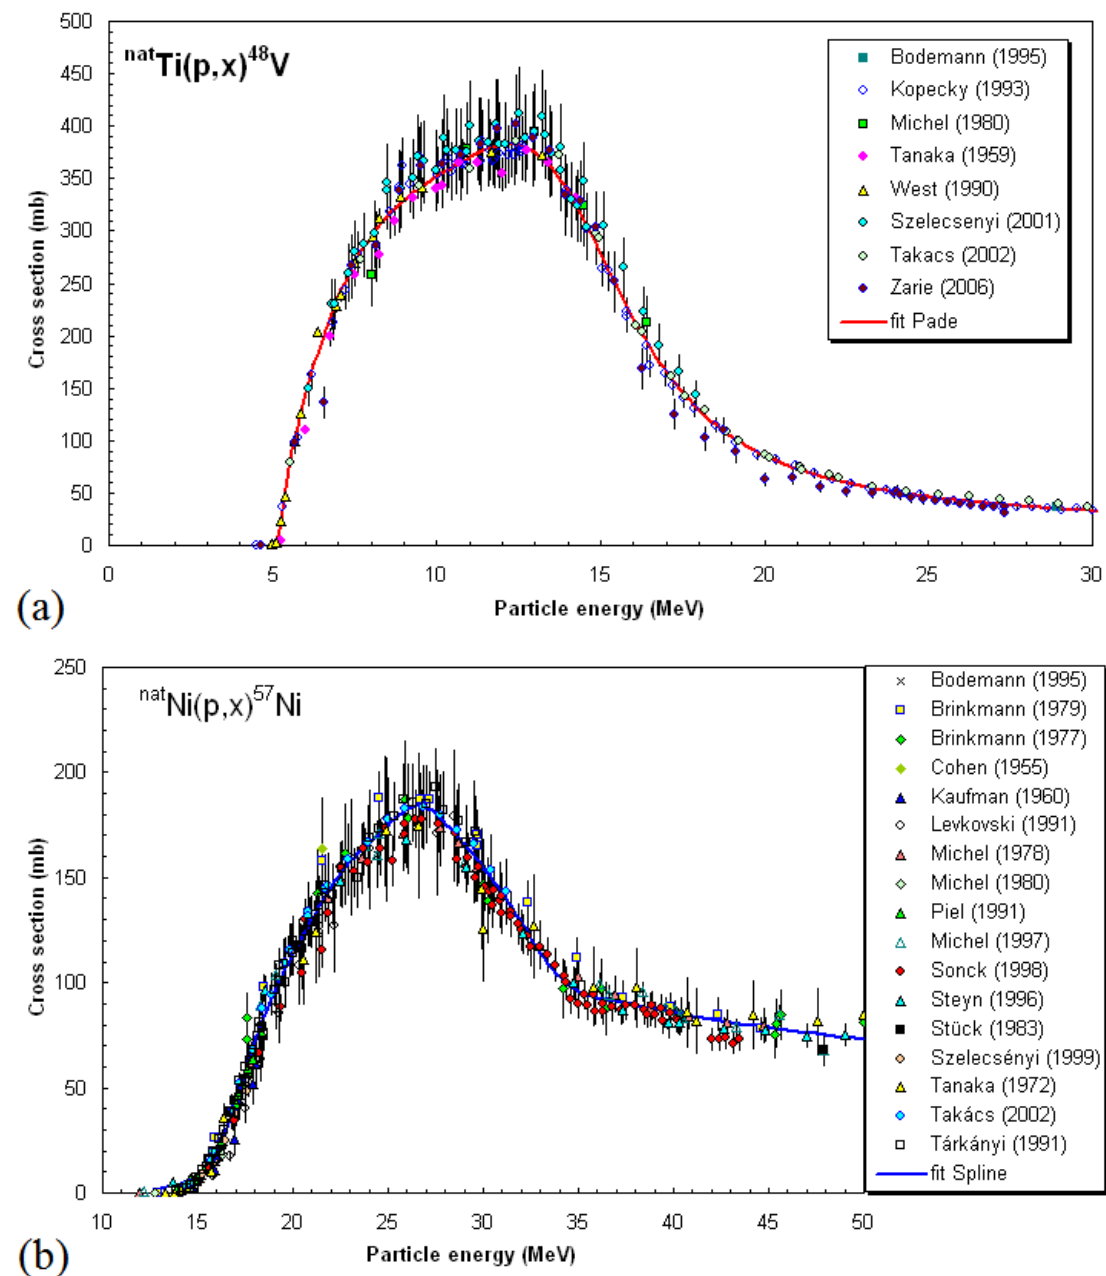 500
450
400
350
300
250
200
150
100
50
0
Cross section (mb)
natTi(p,x)48V
Bodemann (1995)
Kopecky (1993)
Michel (1980)
Tanaka (1959)
West (1990)
Szelecsenyi (2001)
Takacs (2002)
Zarie (2006)
fit Pade
0 5 10 15 20 25 30
Particle energy (MeV)
(a)
250
200
150
100
50
0
Cross section (mb)
natNi(p,x)57Ni
Bodemann (1995)
Brinkmann (1979)
Brinkmann (1977)
Cohen (1955)
Kaufman (1960)
Levkovski (1991)
Michel (1978)
Michel (1980)
Piel (1991)
Michel (1997)
Sonck (1998)
Steyn (1996)
Stück (1983)
Szelecsényi (1999)
Tanaka (1972)
Takács (2002)
Tárkányi (1991)
fit Spline
10 15 20 25 30 35 40 45 50
Particle energy (MeV)
(b)